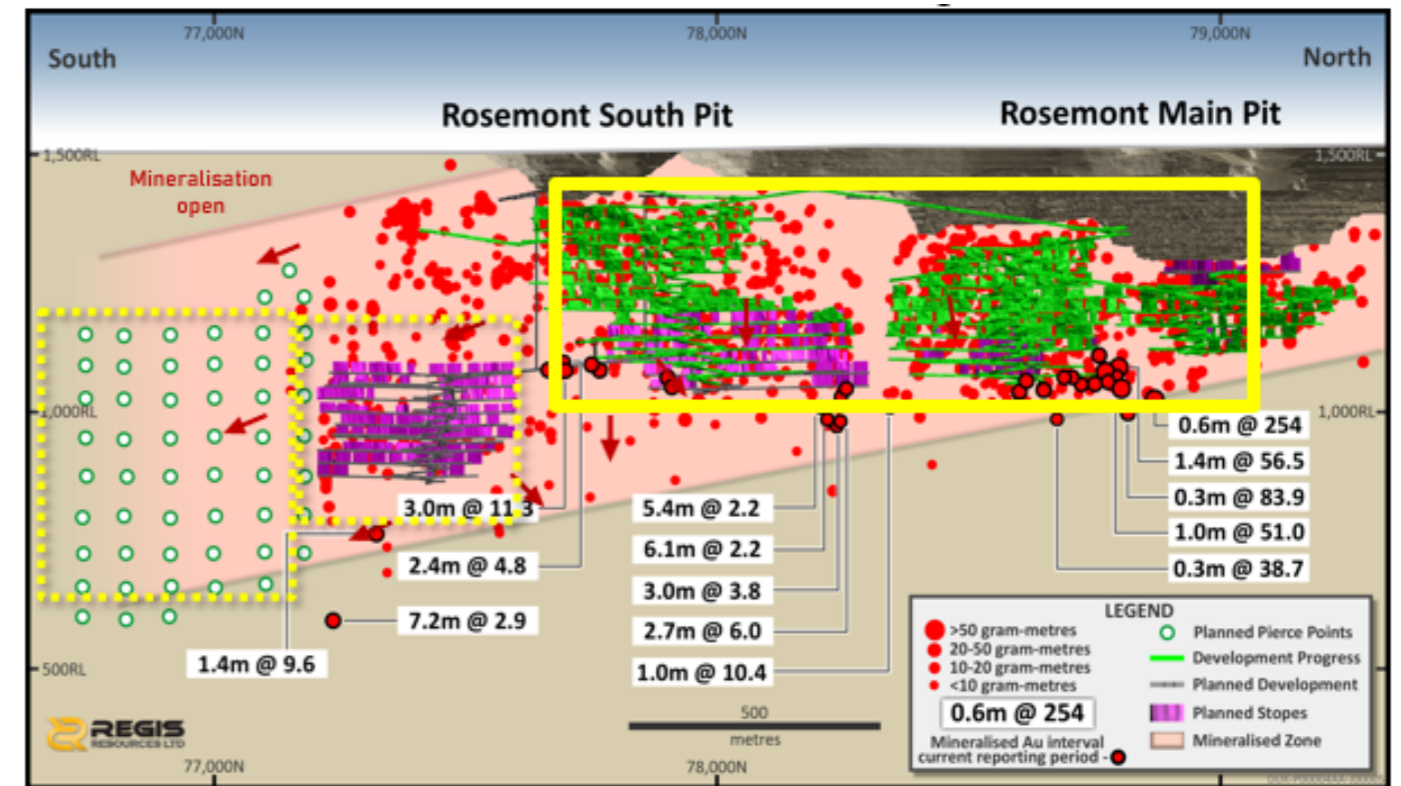 77,000N
78,000N
79,000N
South
North
Rosemont South Pit
Rosemont Main Pit
1,500RL
1,500RL
Mineralisation
open
1,000RL
1,000RL
0.6m @ 254
1.4m @ 56.5
0.3m @ 83.9
1.0m @ 51.0
0.3m @ 38.7
3.0m @ 11.3
2.4m @ 4.8
7.2m @ 2.9
1.4m @ 9.6
5.4m @ 2.2
6.1m @ 2.2
3.0m @ 3.8
2.7m @ 6.0
1.0m @ 10.4
500RL
LEGEND
>50 gram-metres
20-50 gram-metres
10-20 gram-metres
<10 gram-metres
0.6m @ 254
Mineralised Au interval
current reporting period -
Planned Pierce Points
Development Progress
Planned Development
Planned Stopes
Mineralised Zone
500
metres
REGIS
RESOURCES LTD
77,000N
78,000N